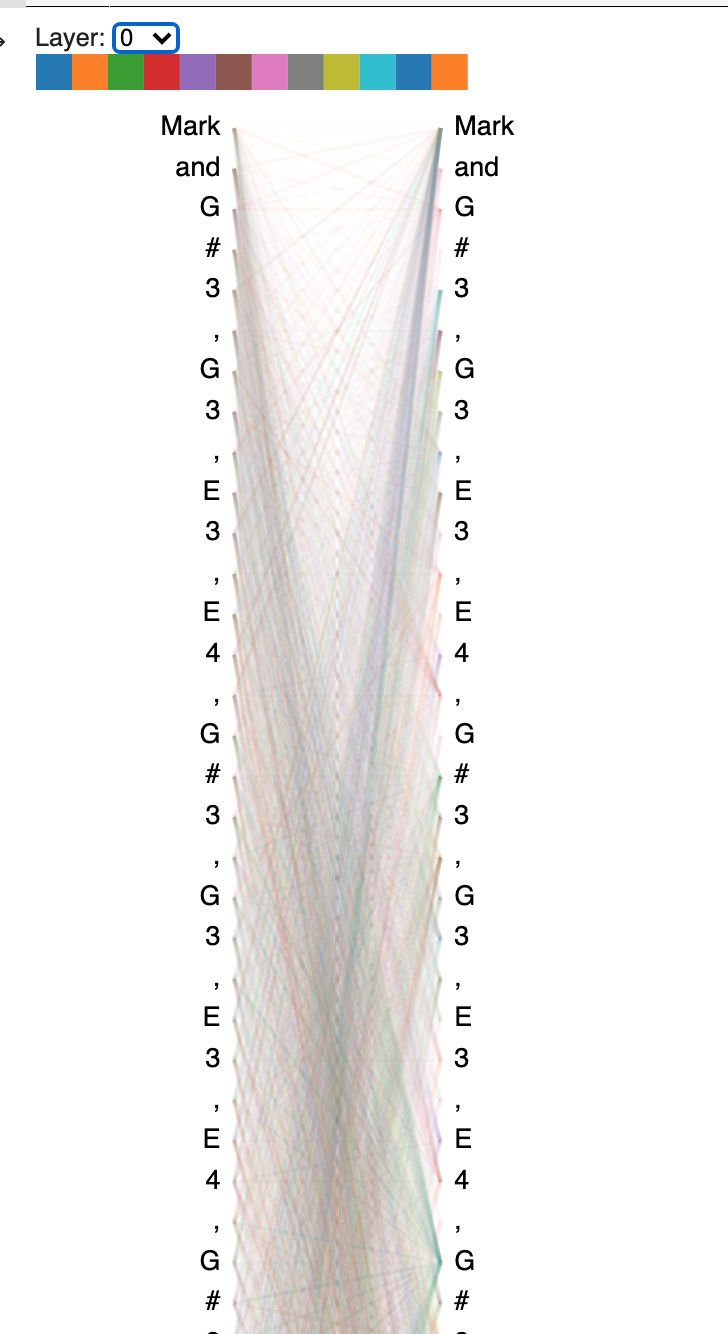 Layer: 0
Mark Mark
and and
G G
# #
3 3
, ,
G G
3 3
, ,
E E
3 3
, ,
E E
4 4
, ,
G G
# #
3 3
, ,
G G
3 3
, ,
E E
3 3
, ,
E E
4 4
, ,
G G
# #